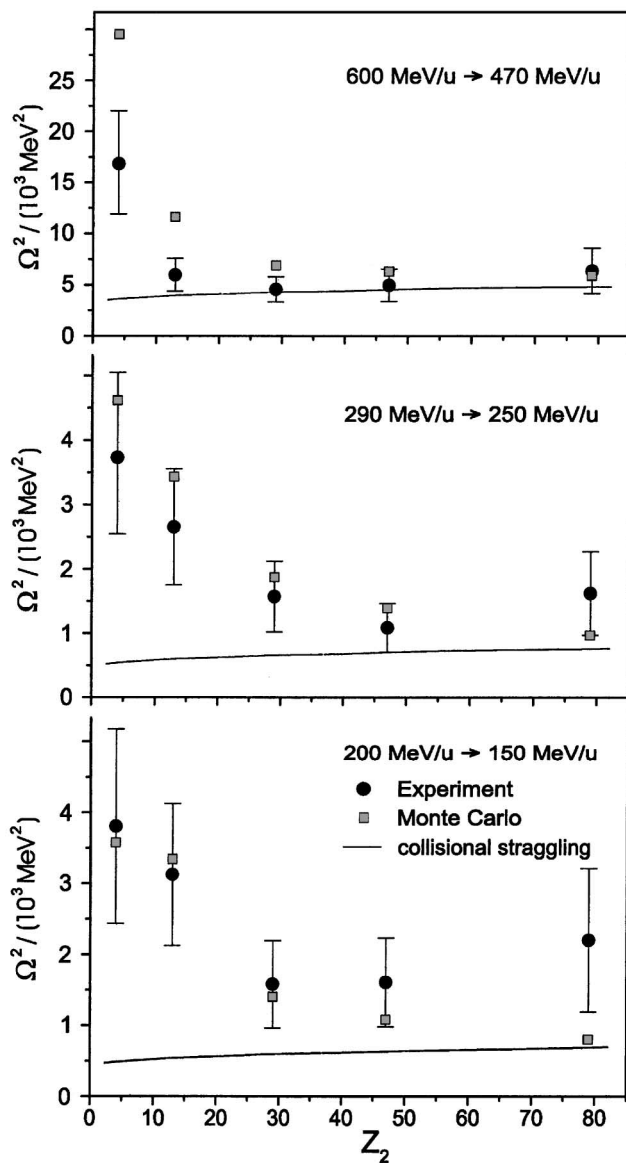 600 MeV/u → 470 MeV/u
Ω² / (10³ MeV²)
25
20
15
10
5
0
290 MeV/u → 250 MeV/u
Ω² / (10³ MeV²)
4
3
2
1
0
200 MeV/u → 150 MeV/u
Experiment
Monte Carlo
collisional straggling
Ω² / (10³ MeV²)
4
3
2
1
0
0 10 20 30 40 50 60 70 80
Z₂